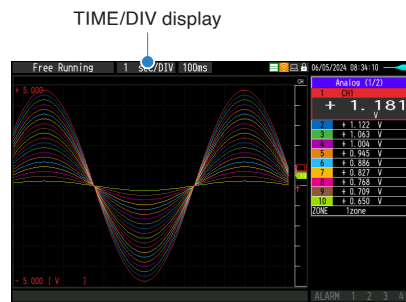 TIME/DIV display
Free Running 1 sec/DIV 100ms 06/05/2024 08:34:10
CH
Analog (1/2)
+ 5.000
1 CH1
+ 1. 181
V
2 + 1.122 V
3 + 1.063 V
4 + 1.004 V
5 + 0.945 V
6 + 0.886 V
7 + 0.827 V
8 + 0.768 V
9 + 0.709 V
10 + 0.650 V
ZONE 1zone
- 5.000 [ V ]
ALARM 1 2 3 4